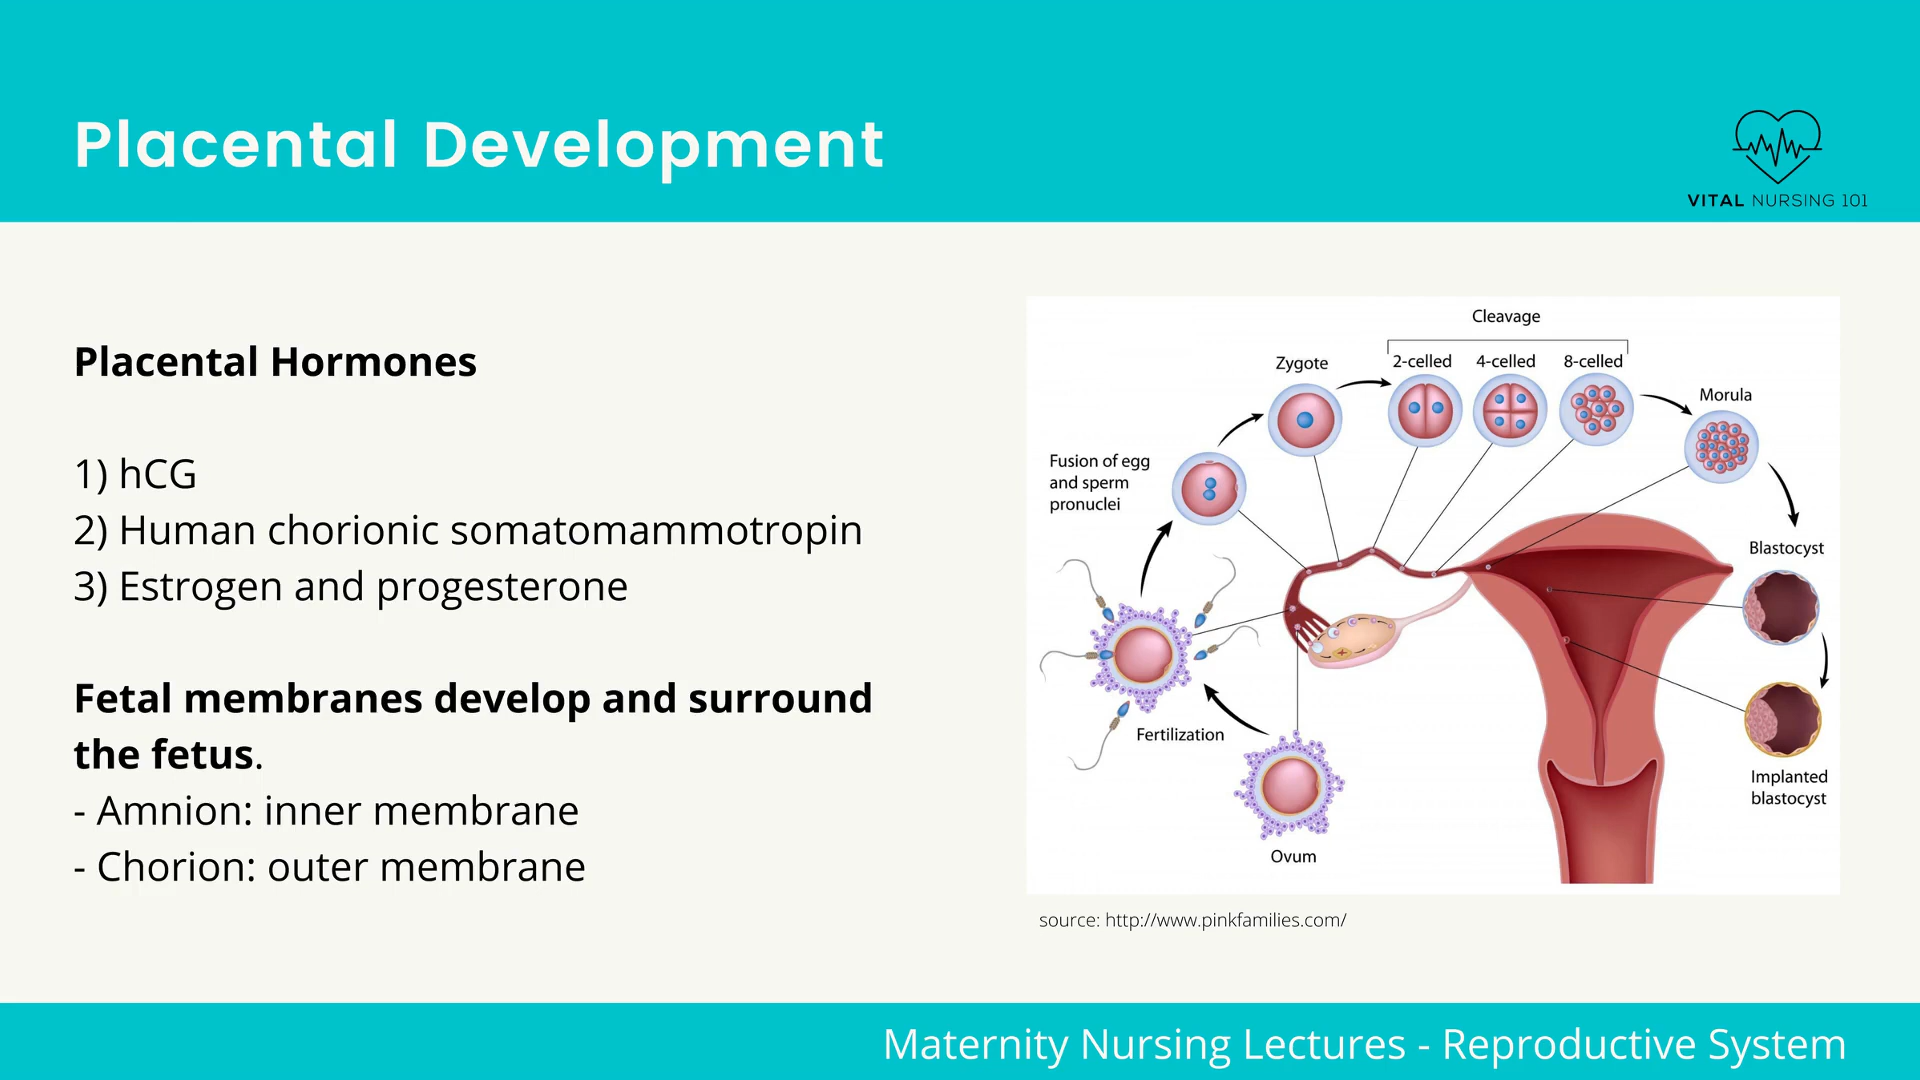 Placental Development
VITAL NURSING 101
Placental Hormones
1) hCG
2) Human chorionic somatomammotropin
3) Estrogen and progesterone
Fetal membranes develop and surround
the fetus.
- Amnion: inner membrane
- Chorion: outer membrane
Cleavage
Zygote
2-celled
4-celled
8-celled
Morula
Fusion of egg
and sperm
pronuclei
Blastocyst
Fertilization
Implanted
blastocyst
Ovum
source: http://www.pinkfamilies.com/
Maternity Nursing Lectures - Reproductive System